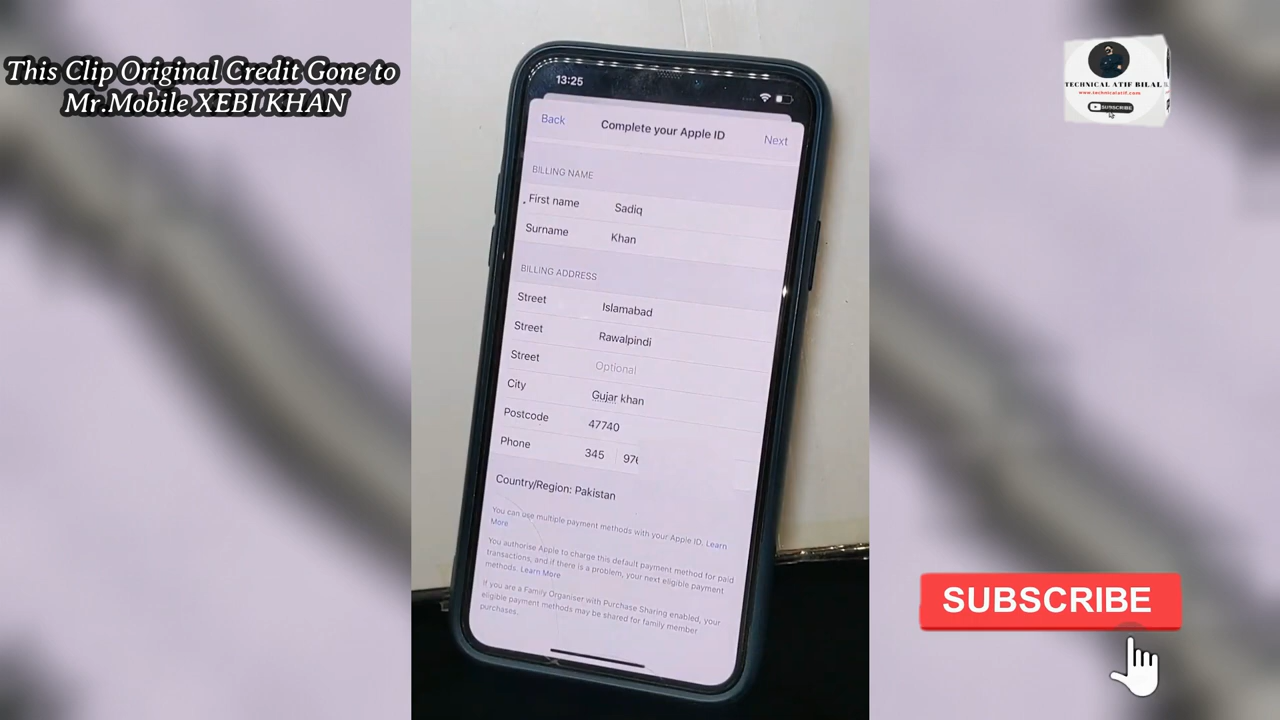 This Clip Original Credit Gone to
Mr.Mobile XEBI KHAN
TECHNICAL ATIF BILAL
www.technicalatif.com
SUBSCRIBE
13:25
Back Complete your Apple ID Next
BILLING NAME
First name Sadiq
Surname Khan
BILLING ADDRESS
Street Islamabad
Street Rawalpindi
Street Optional
City Gujar khan
Postcode 47740
Phone 345 976
Country/Region: Pakistan
You can use multiple payment methods with your Apple ID. Learn
More
You authorise Apple to charge this default payment method for paid
transactions, and if there is a problem, your next eligible payment
methods. Learn More
If you are a Family Organiser with Purchase Sharing enabled, your
eligible payment methods may be shared for family member
purchases.
SUBSCRIBE